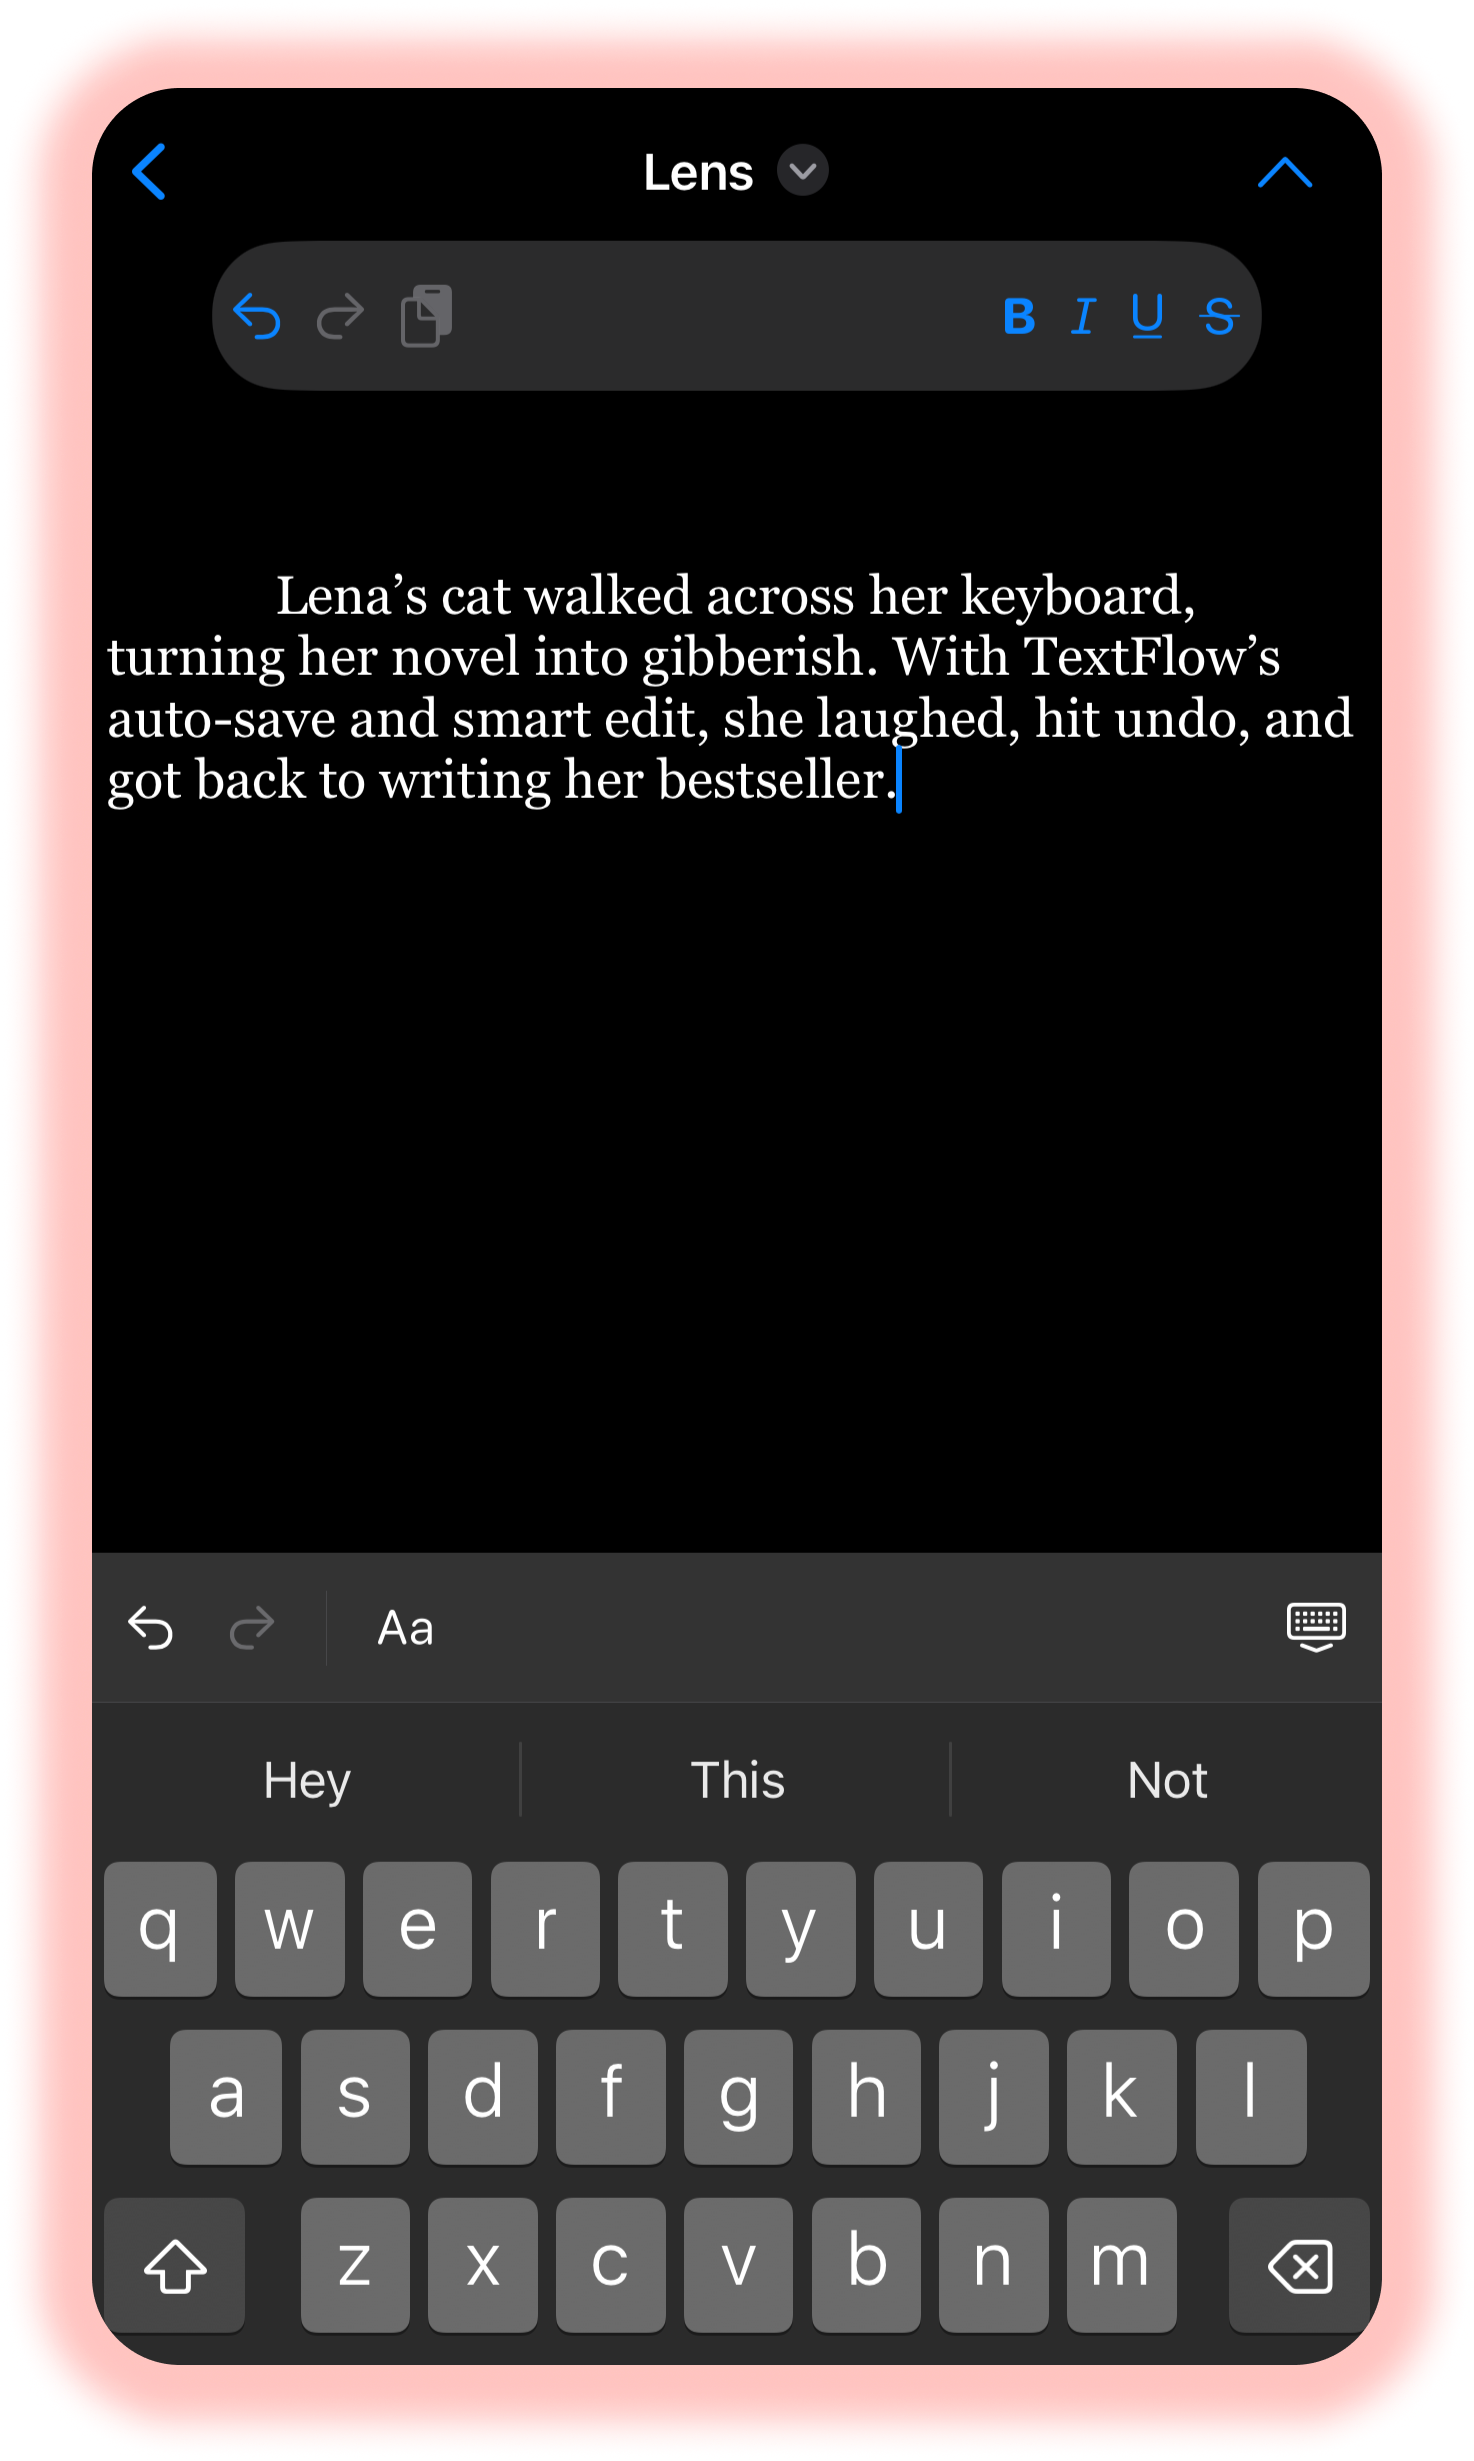 Lens
B I U S
Lena’s cat walked across her keyboard,
turning her novel into gibberish. With TextFlow’s
auto-save and smart edit, she laughed, hit undo, and
got back to writing her bestseller.
Aa
Hey This Not
q w e r t y u i o p
a s d f g h j k l
z x c v b n m